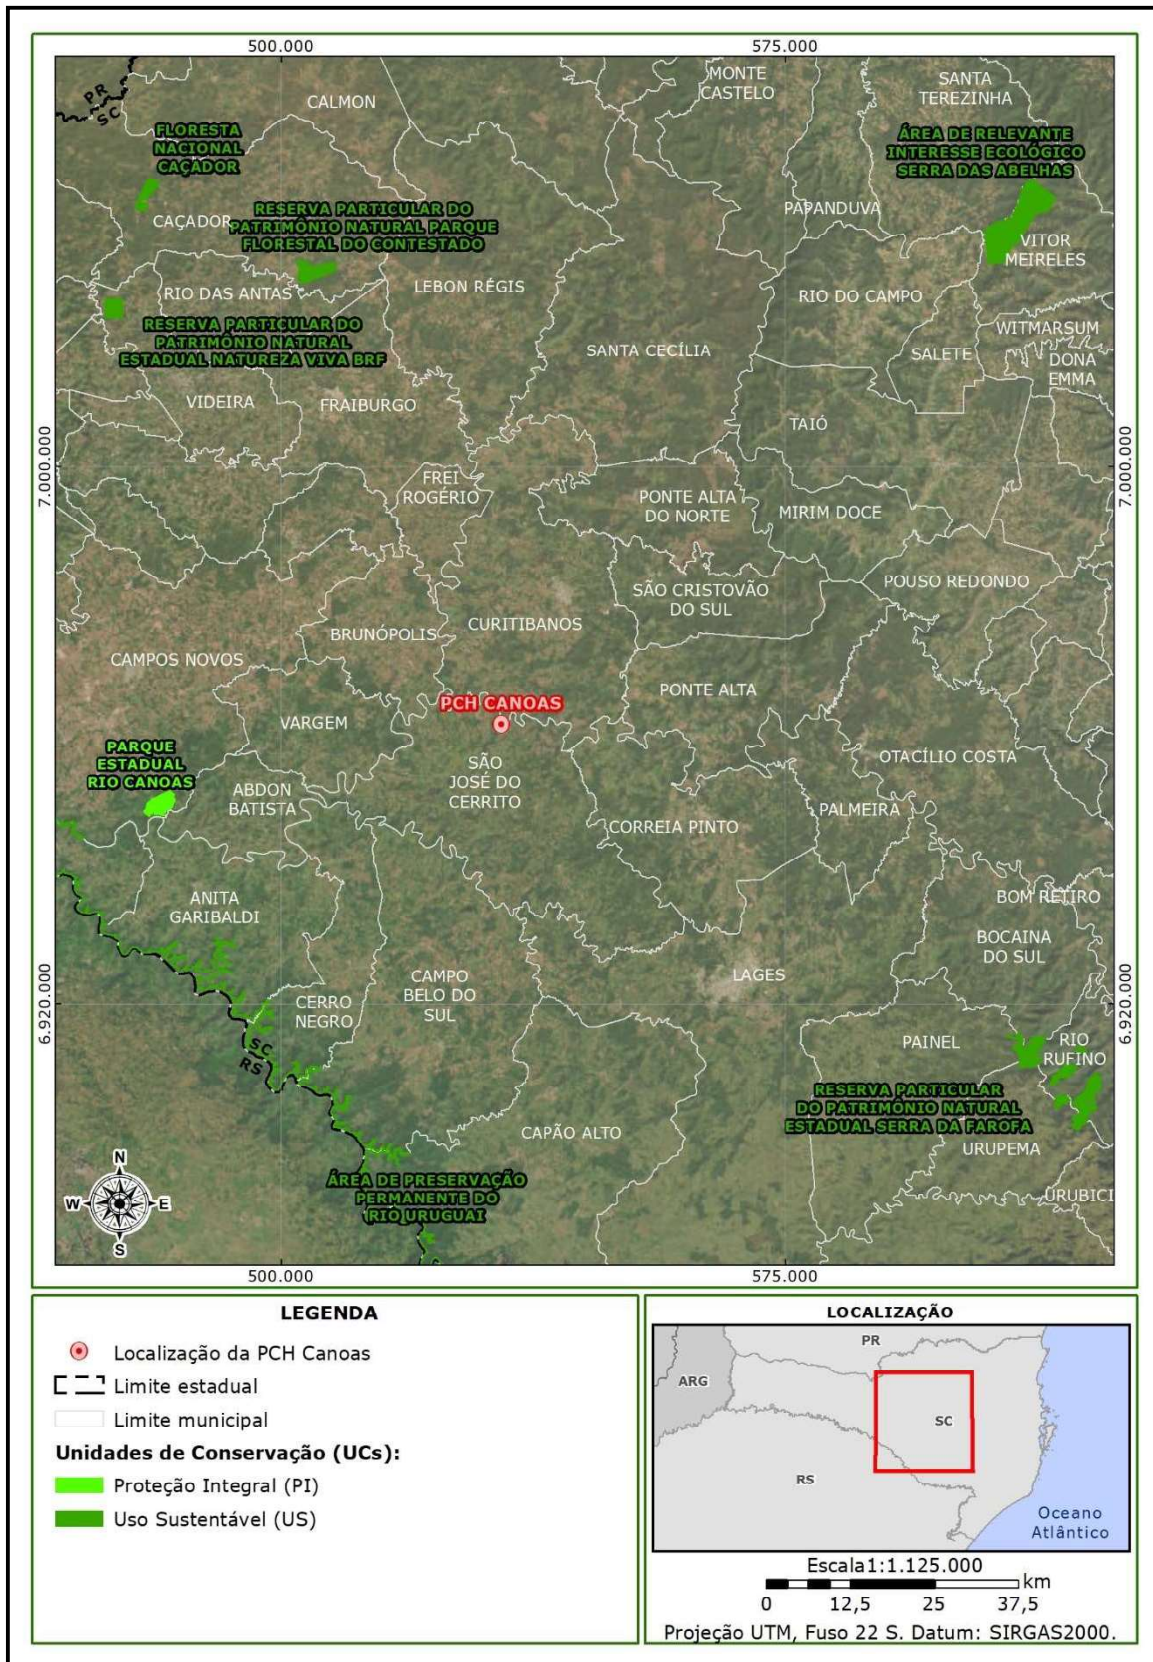 500.000
575.000
PR
SC
CALMON
MONTE
CASTELO
SANTA
TEREZINHA
FLORESTA
NACIONAL
CAÇADOR
ÁREA DE RELEVANTE
INTERESSE ECOLÓGICO
SERRA DAS ABELHAS
CAÇADOR
RESERVA PARTICULAR DO
PATRIMÔNIO NATURAL PARQUE
FLORESTAL DO CONTESTADO
PAPANDUVA
VITOR
MEIRELES
RIO DAS ANTAS
LEBON RÉGIS
RIO DO CAMPO
RESERVA PARTICULAR DO
PATRIMÔNIO NATURAL
ESTADUAL NATUREZA VIVA BRF
SANTA CECÍLIA
SALETE
WITMARSUM
DONA
EMMA
VIDEIRA
FRAIBURGO
TAIÓ
7.000.000
7.000.000
FREI
ROGÉRIO
PONTE ALTA
DO NORTE
MIRIM DOCE
SÃO CRISTOVÃO
DO SUL
POUSO REDONDO
BRUNÓPOLIS
CURITIBANOS
CAMPOS NOVOS
PONTE ALTA
PCH CANOAS
VARGEM
PARQUE
ESTADUAL
RIO CANOAS
SÃO
JOSÉ DO
CERRITO
OTACÍLIO COSTA
ABDON
BATISTA
CORREIA PINTO
PALMEIRA
ANITA
GARIBALDI
BOM RETIRO
BOCAINA
DO SUL
CAMPO
BELO DO
SUL
LAGES
6.920.000
6.920.000
CERRO
NEGRO
SC
RS
PAINEL
RIO
RUFINO
RESERVA PARTICULAR
DO PATRIMÔNIO NATURAL
ESTADUAL SERRA DA FAROFA
CAPÃO ALTO
URUPEMA
ÁREA DE PRESERVAÇÃO
PERMANENTE DO
RIO URUGUAI
URUBICI
N
W
E
S
500.000
575.000
LEGENDA
Localização da PCH Canoas
Limite estadual
Limite municipal
Unidades de Conservação (UCs):
Proteção Integral (PI)
Uso Sustentável (US)
LOCALIZAÇÃO
PR
ARG
SC
RS
Oceano
Atlântico
Escala1:1.125.000
km
0 12,5 25 37,5
Projeção UTM, Fuso 22 S. Datum: SIRGAS2000.